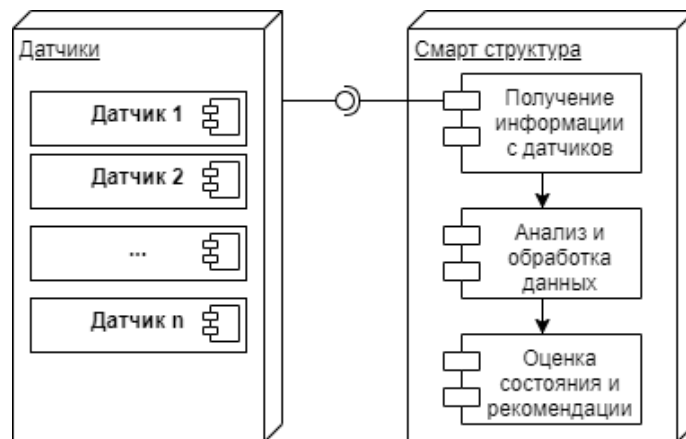 Датчики
Датчик 1
Датчик 2
...
Датчик n
Смарт структура
Получение
информации
с датчиков
Анализ и
обработка
данных
Оценка
состояния и
рекомендации